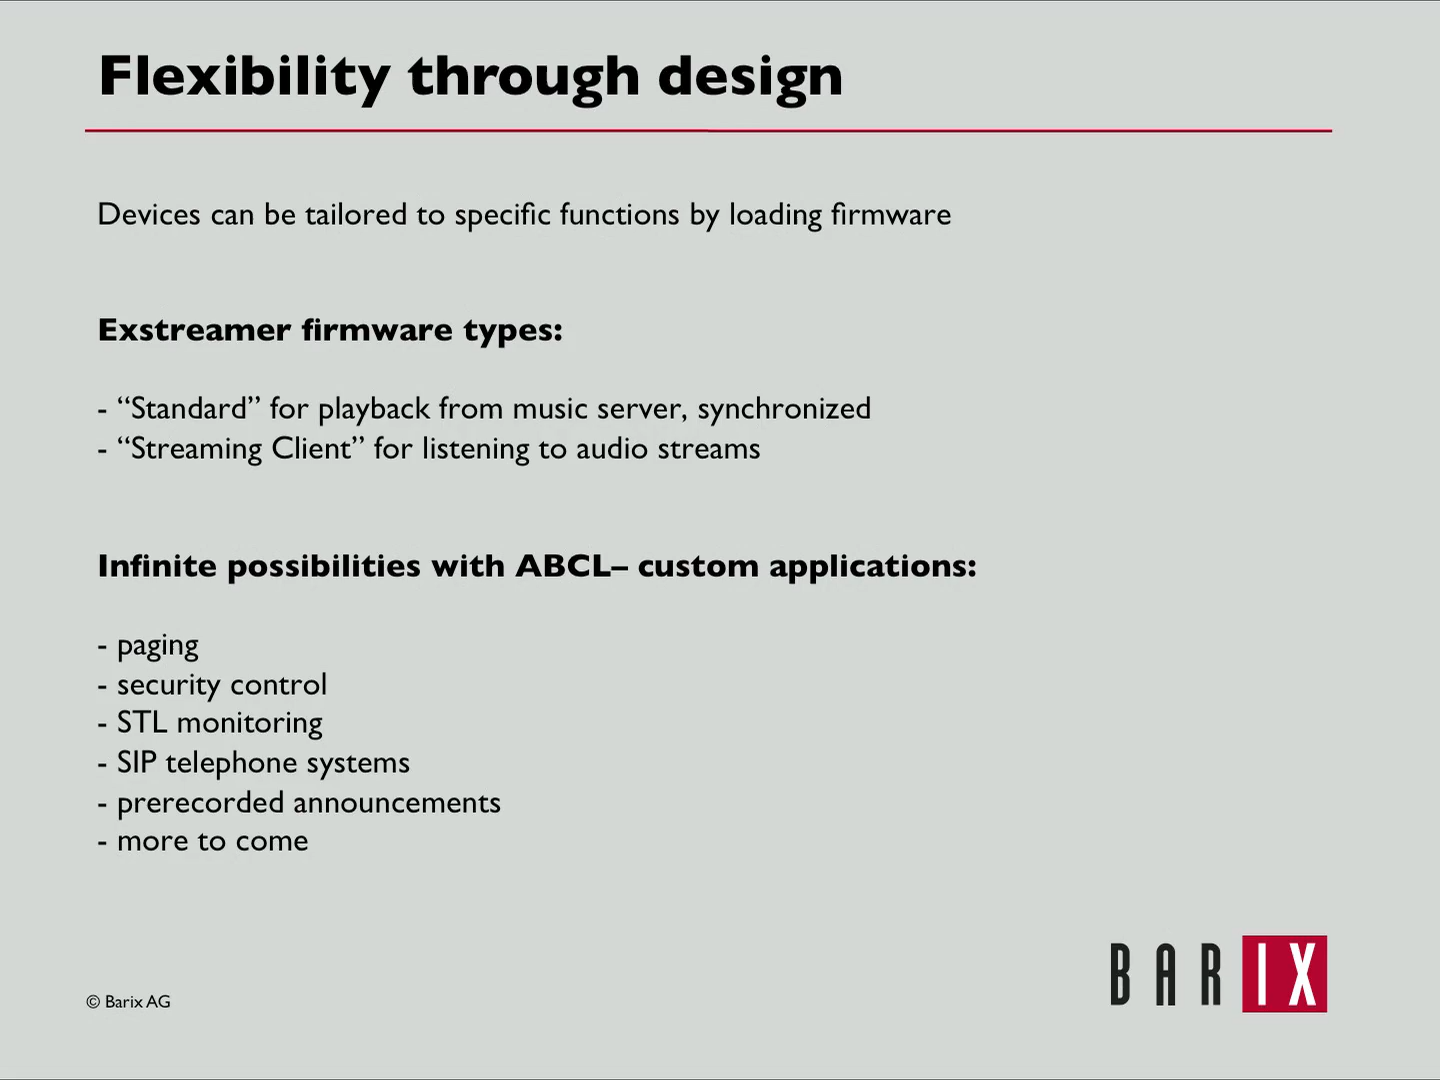 Flexibility through design
Devices can be tailored to specific functions by loading firmware
Exstreamer firmware types:
- “Standard” for playback from music server, synchronized
- “Streaming Client” for listening to audio streams
Infinite possibilities with ABCL– custom applications:
- paging
- security control
- STL monitoring
- SIP telephone systems
- prerecorded announcements
- more to come
© Barix AG
BARIX